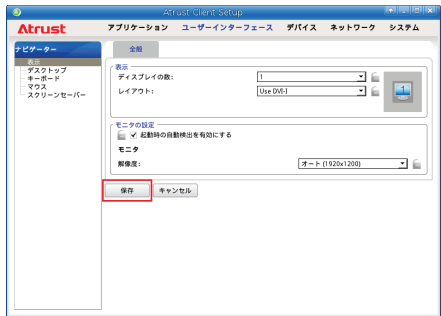 Atrust Client Setup
Atrust
アプリケーション ユーザーインターフェース デバイス ネットワーク システム
ナビゲーター
全般
表示
デスクトップ
キーボード
マウス
スクリーンセーバー
表示
ディスプレイの数: 1
レイアウト: Use DVI-I
1
モニタの設定
起動時の自動検出を有効にする
モニタ
解像度: オート (1920x1200)
保存 キャンセル